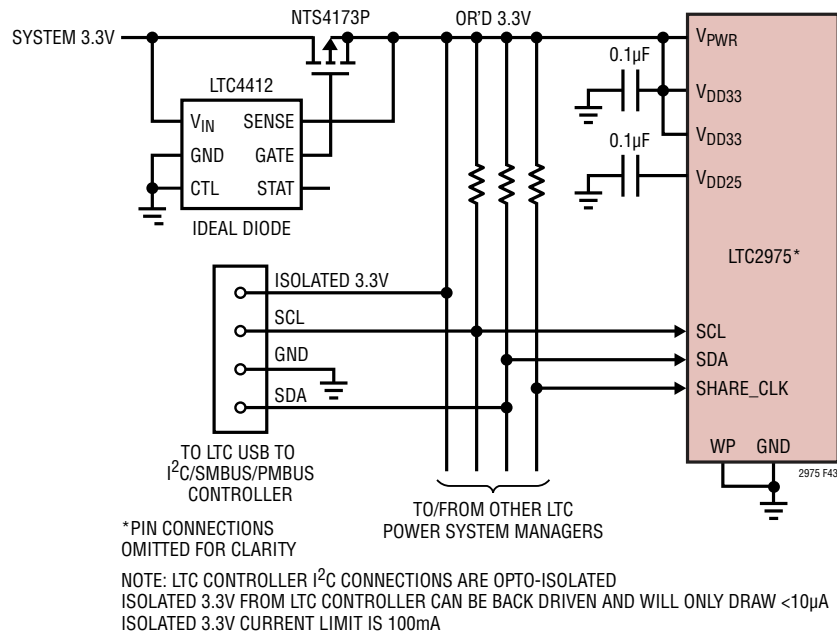 NTS4173P
OR'D 3.3V
SYSTEM 3.3V
LTC4412
VIN
SENSE
GND
GATE
CTL
STAT
IDEAL DIODE
0.1µF
0.1µF
VPWR
VDD33
VDD33
VDD25
LTC2975*
SCL
SDA
SHARE_CLK
WP
GND
2975 F43
ISOLATED 3.3V
SCL
GND
SDA
TO LTC USB TO
I2C/SMBUS/PMBUS
CONTROLLER
TO/FROM OTHER LTC
POWER SYSTEM MANAGERS
*PIN CONNECTIONS
OMITTED FOR CLARITY
NOTE: LTC CONTROLLER I2C CONNECTIONS ARE OPTO-ISOLATED
ISOLATED 3.3V FROM LTC CONTROLLER CAN BE BACK DRIVEN AND WILL ONLY DRAW <10µA
ISOLATED 3.3V CURRENT LIMIT IS 100mA